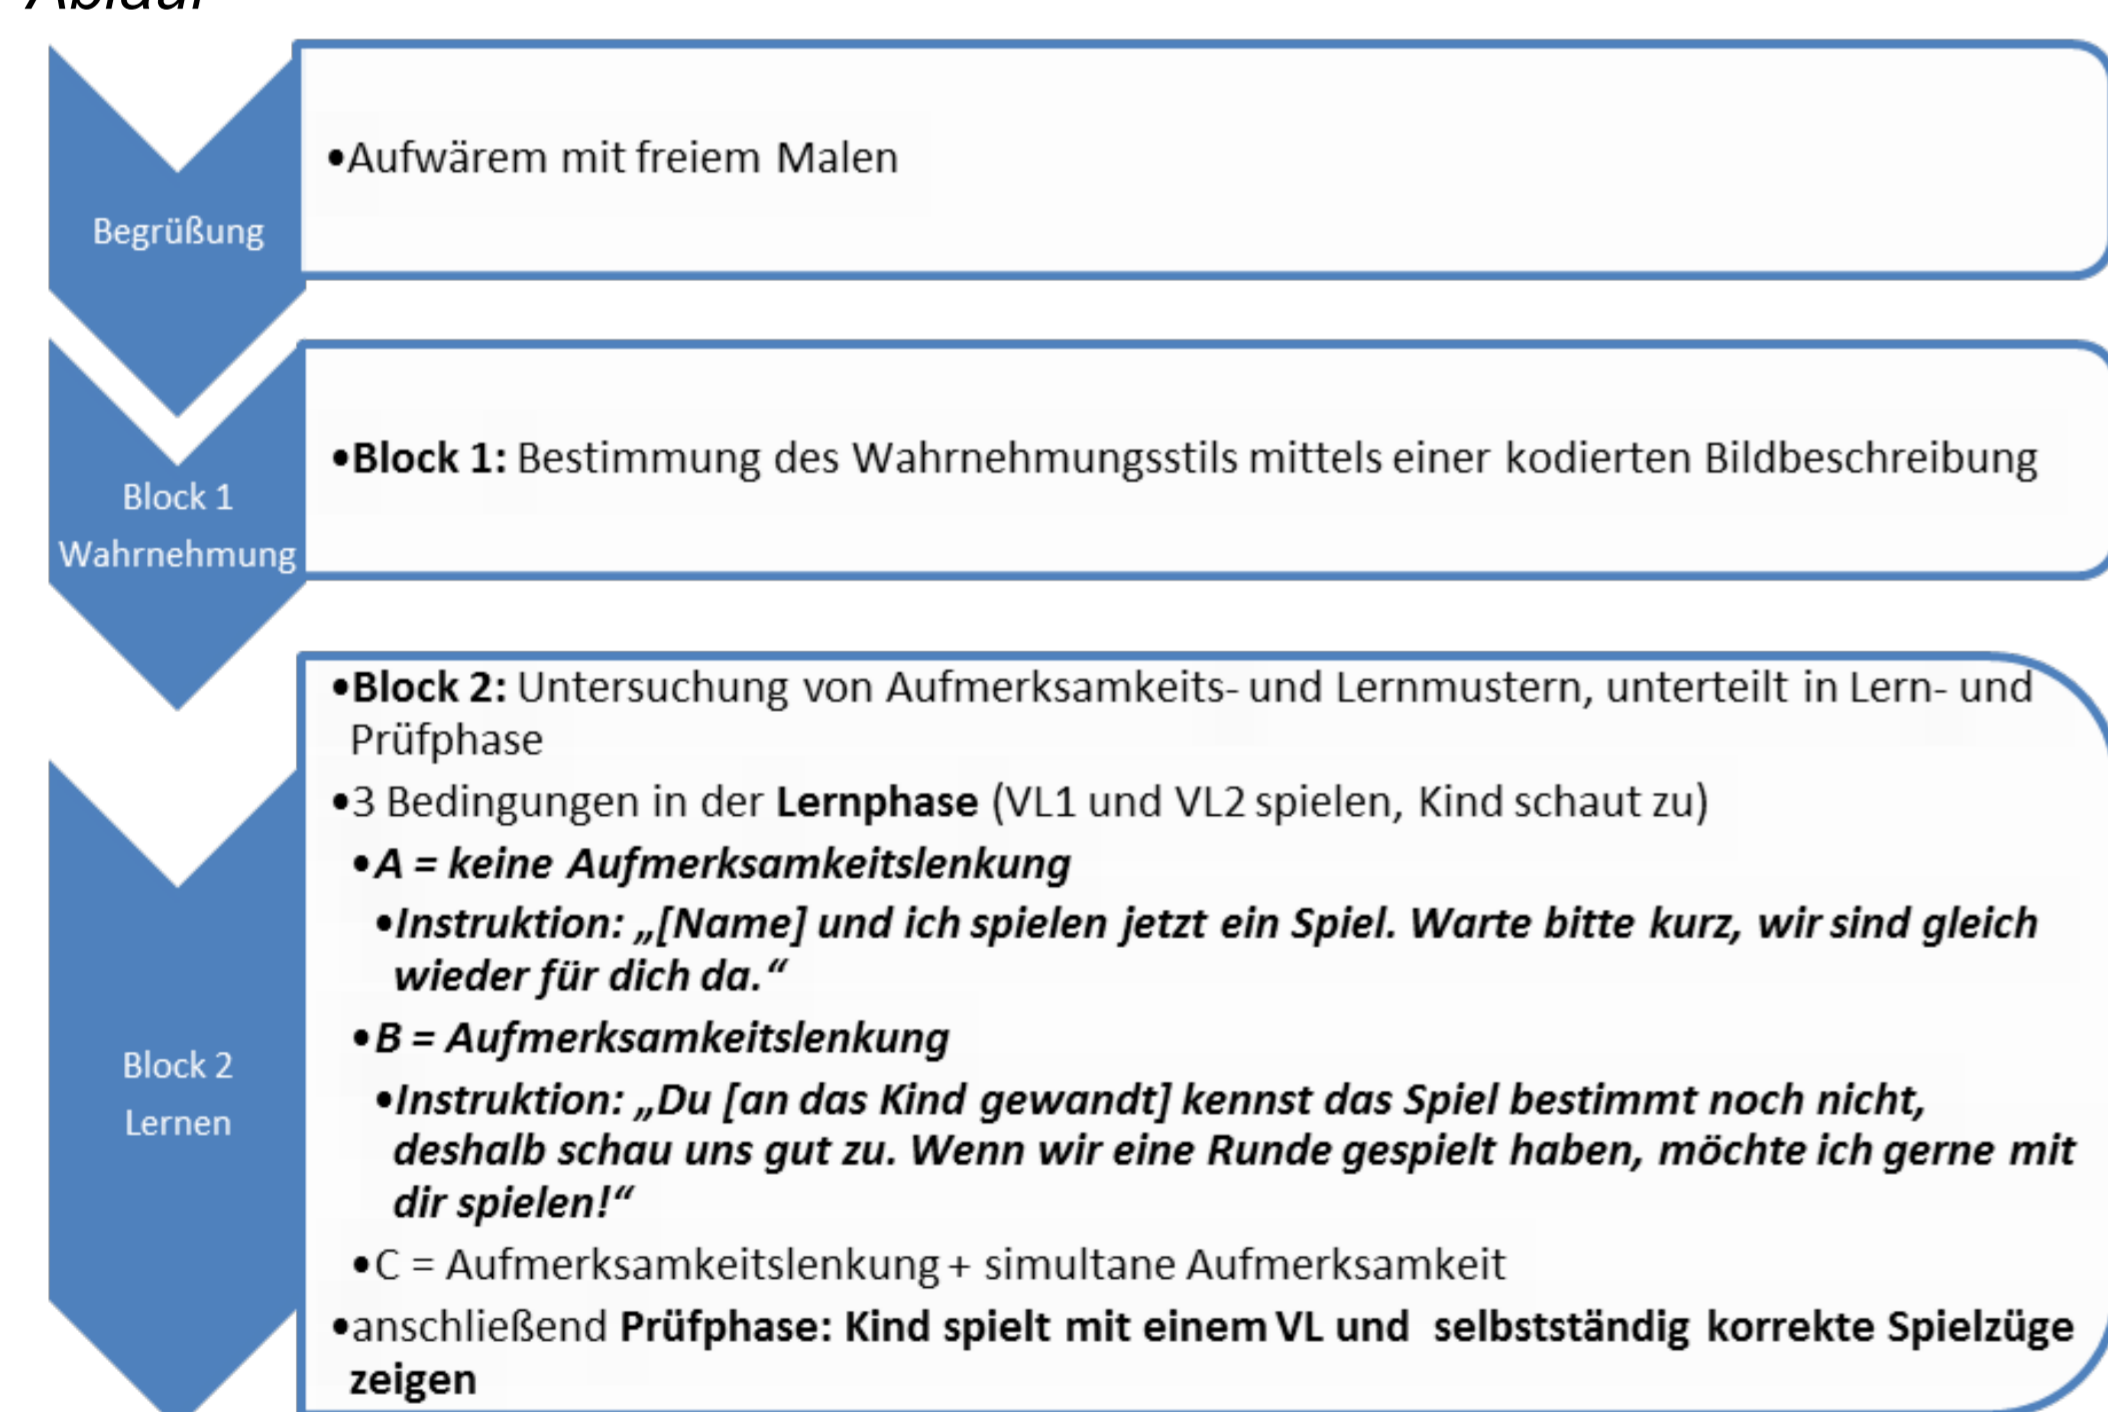 Ablauf
Begrüßung
•Aufwärem mit freiem Malen
Block 1
Wahrnehmung
•Block 1: Bestimmung des Wahrnehmungsstils mittels einer kodierten Bildbeschreibung
Block 2
Lernen
•Block 2: Untersuchung von Aufmerksamkeits- und Lernmustern, unterteilt in Lern- und
Prüfphase
•3 Bedingungen in der Lernphase (VL1 und VL2 spielen, Kind schaut zu)
•A = keine Aufmerksamkeitslenkung
•Instruktion: „[Name] und ich spielen jetzt ein Spiel. Warte bitte kurz, wir sind gleich
wieder für dich da.“
•B = Aufmerksamkeitslenkung
•Instruktion: „Du [an das Kind gewandt] kennst das Spiel bestimmt noch nicht,
deshalb schau uns gut zu. Wenn wir eine Runde gespielt haben, möchte ich gerne mit
dir spielen!“
•C = Aufmerksamkeitslenkung + simultane Aufmerksamkeit
•anschließend Prüfphase: Kind spielt mit einem VL und selbstständig korrekte Spielzüge
zeigen